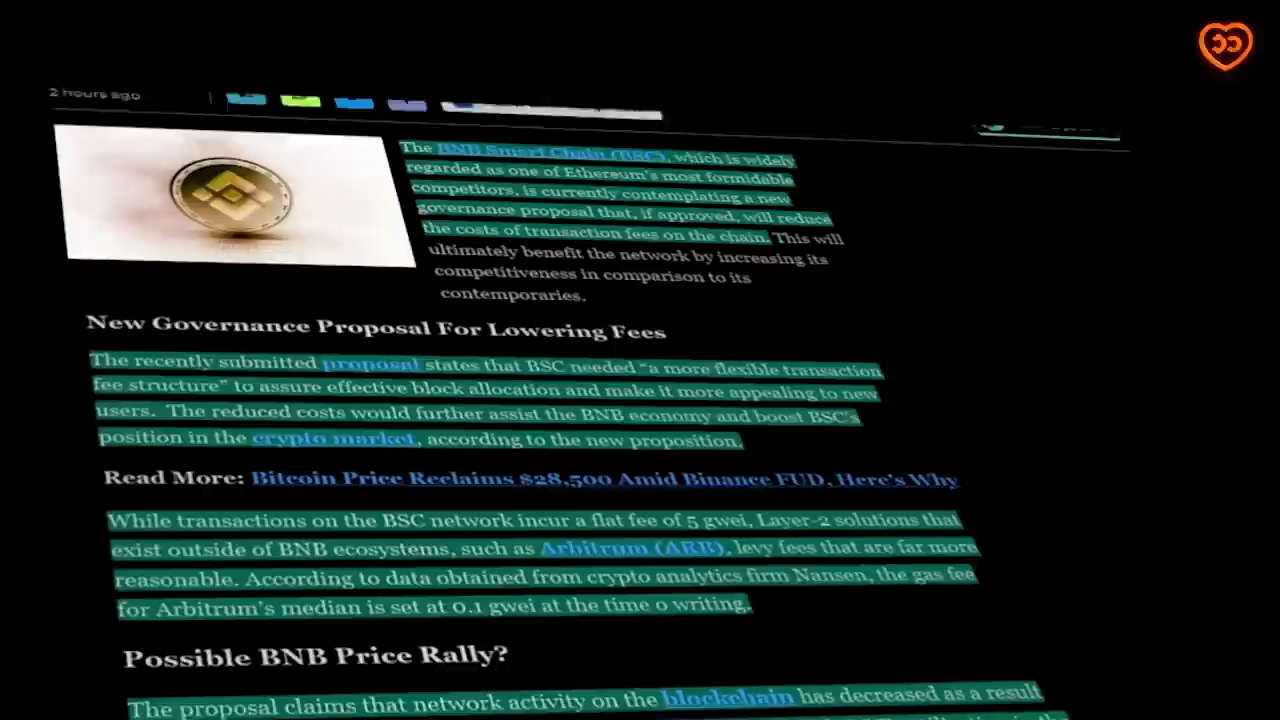 2 hours ago
The BNB Smart Chain (BSC), which is widely
regarded as one of Ethereum's most formidable
competitors, is currently contemplating a new
governance proposal that, if approved, will reduce
the costs of transaction fees on the chain. This will
ultimately benefit the network by increasing its
competitiveness in comparison to its
contemporaries.
New Governance Proposal For Lowering Fees
The recently submitted proposal states that BSC needed “a more flexible transaction
fee structure” to assure effective block allocation and make it more appealing to new
users. The reduced costs would further assist the BNB economy and boost BSC's
position in the crypto market, according to the new proposition.
Read More: Bitcoin Price Reclaims $28,500 Amid Binance FUD, Here's Why
While transactions on the BSC network incur a flat fee of 5 gwei, Layer-2 solutions that
exist outside of BNB ecosystems, such as Arbitrum (ARB), levy fees that are far more
reasonable. According to data obtained from crypto analytics firm Nansen, the gas fee
for Arbitrum's median is set at 0.1 gwei at the time o writing.
Possible BNB Price Rally?
The proposal claims that network activity on the blockchain has decreased as a result